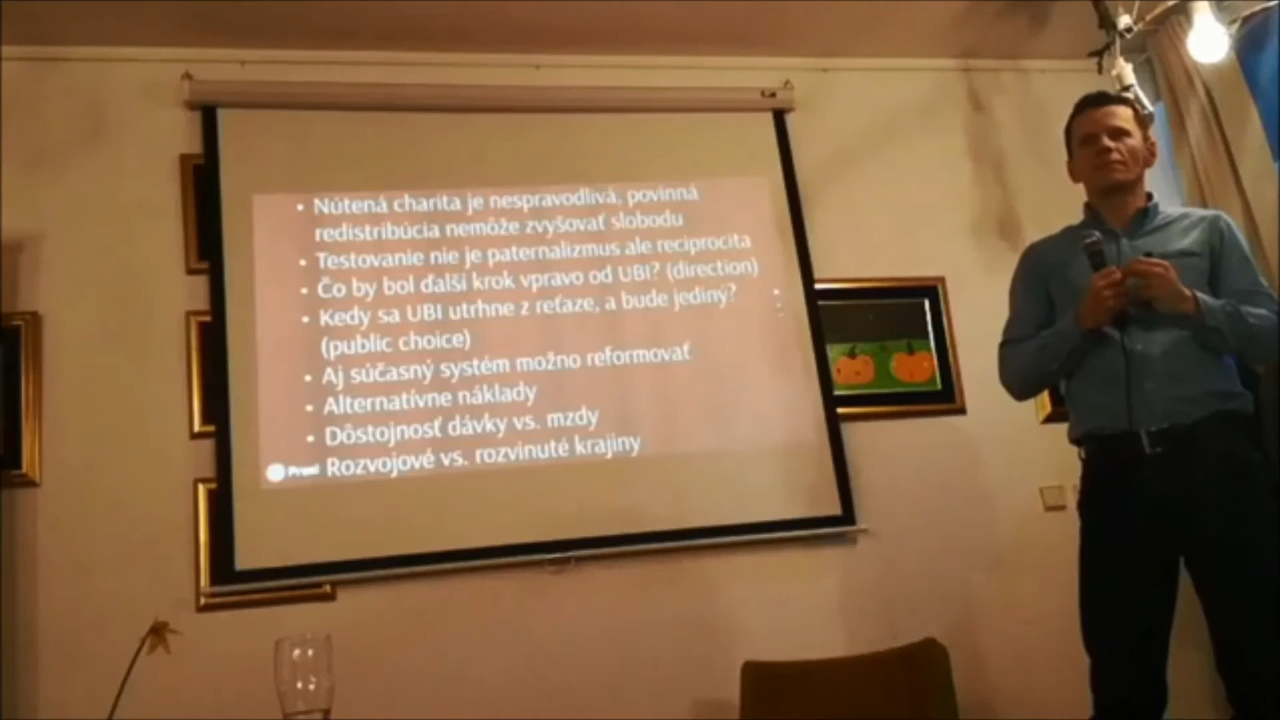 • Nútená charita je nespravodlivá, povinná
redistribúcia nemôže zvyšovať slobodu
• Testovanie nie je paternalizmus ale reciprocita
• Čo by bol ďalší krok vpravo od UBI? (direction)
• Kedy sa UBI utrhne z reťaze, a bude jediný?
(public choice)
• Aj súčasný systém možno reformovať
• Alternatívne náklady
• Dôstojnosť dávky vs. mzdy
• Rozvojové vs. rozvinuté krajiny
Prezi